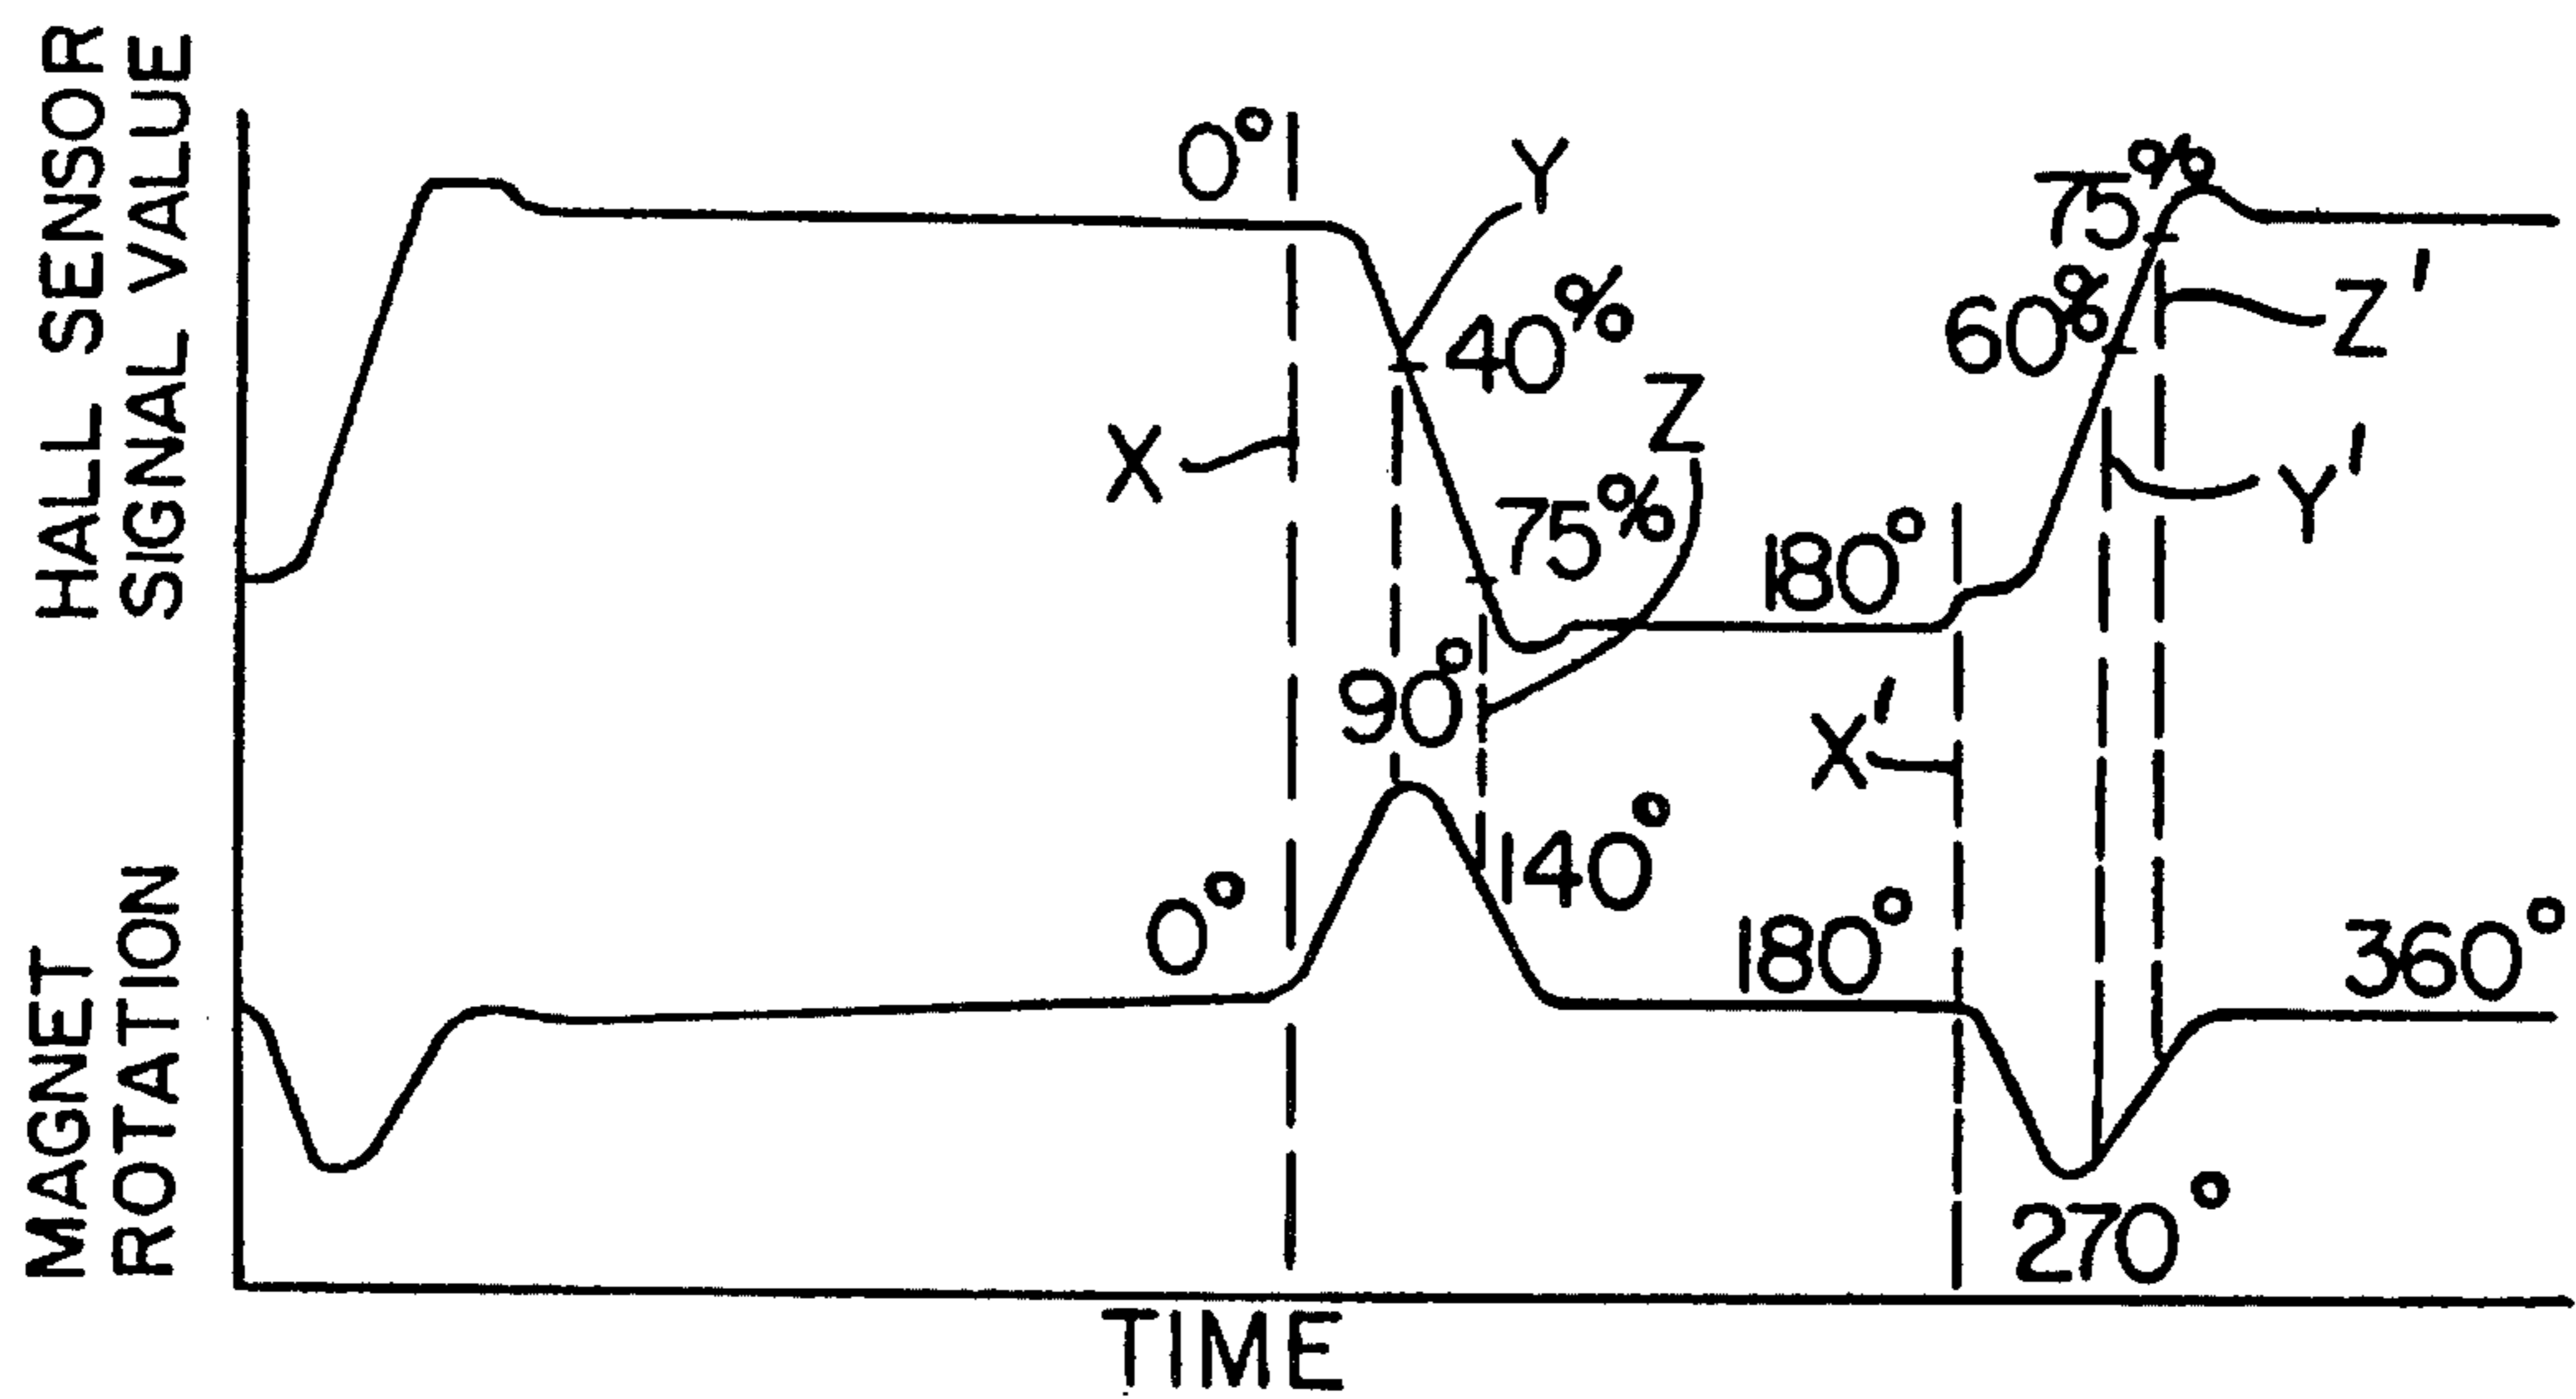 HALL SENSOR
SIGNAL VALUE
MAGNET
ROTATION
0°
Y
40%
X
Z
75%
90°
140°
0°
180°
X'
180°
75%
60%
Z'
Y'
270°
360°
TIME